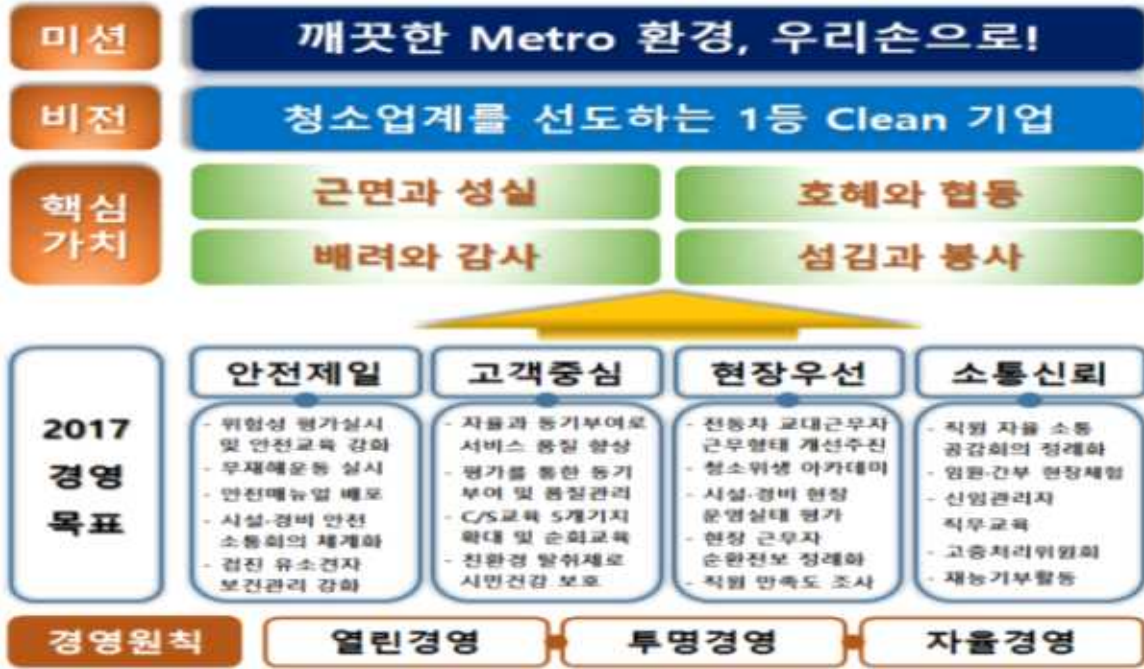 미션
깨끗한 Metro 환경, 우리손으로!
비전
청소업계를 선도하는 1등 Clean 기업
핵심
가치
근면과 성실
호혜와 협동
배려와 감사
섬김과 봉사
2017
경영
목표
안전제일
- 위험성 평가실시
및 안전교육 강화
- 무재해운동 실시
- 안전매뉴얼 배포
- 시설·경비 안전
소통회의 체계화
- 검진 유소견자
보건관리 강화
고객중심
- 자율과 동기부여로
서비스 품질 향상
- 평가를 통한 동기
부여 및 품질관리
- C/S교육 5개기지
확대 및 순회교육
- 친환경 탈취제로
시민건강 보호
현장우선
- 전동차 교대근무자
근무형태 개선추진
- 청소위생 아카데미
- 시설·경비 현장
운영실태 평가
- 현장 근무자
순환전보 정례화
- 직원 만족도 조사
소통신뢰
- 직원 자율 소통
공감회의 정례화
- 임원·간부 현장체험
- 신임관리자
직무교육
- 고충처리위원회
- 재능기부활동
경영원칙
열린경영
투명경영
자율경영